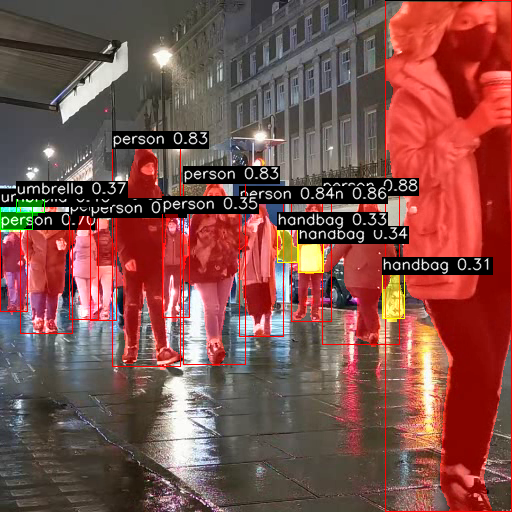 person 0.83
person 0.83
umbrella 0.37
person 0.84
0.86
0.88
person 0.35
person 0.70
handbag 0.33
handbag 0.34
handbag 0.31